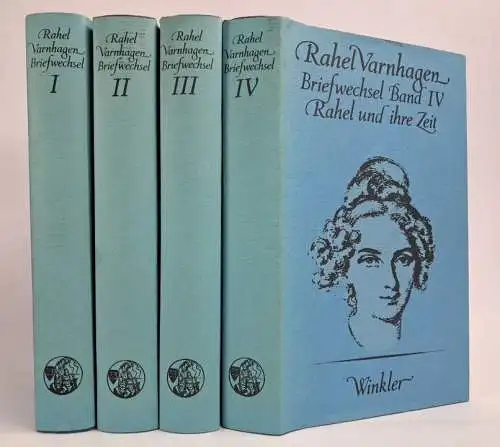 Rahel
Varnhagen
Briefwechsel
I
Rahel
Varnhagen
Briefwechsel
II
Rahel
Varnhagen
Briefwechsel
III
Rahel
Varnhagen
Briefwechsel
IV
Rahel Varnhagen
Briefwechsel Band IV
Rahel und ihre Zeit
Winkler